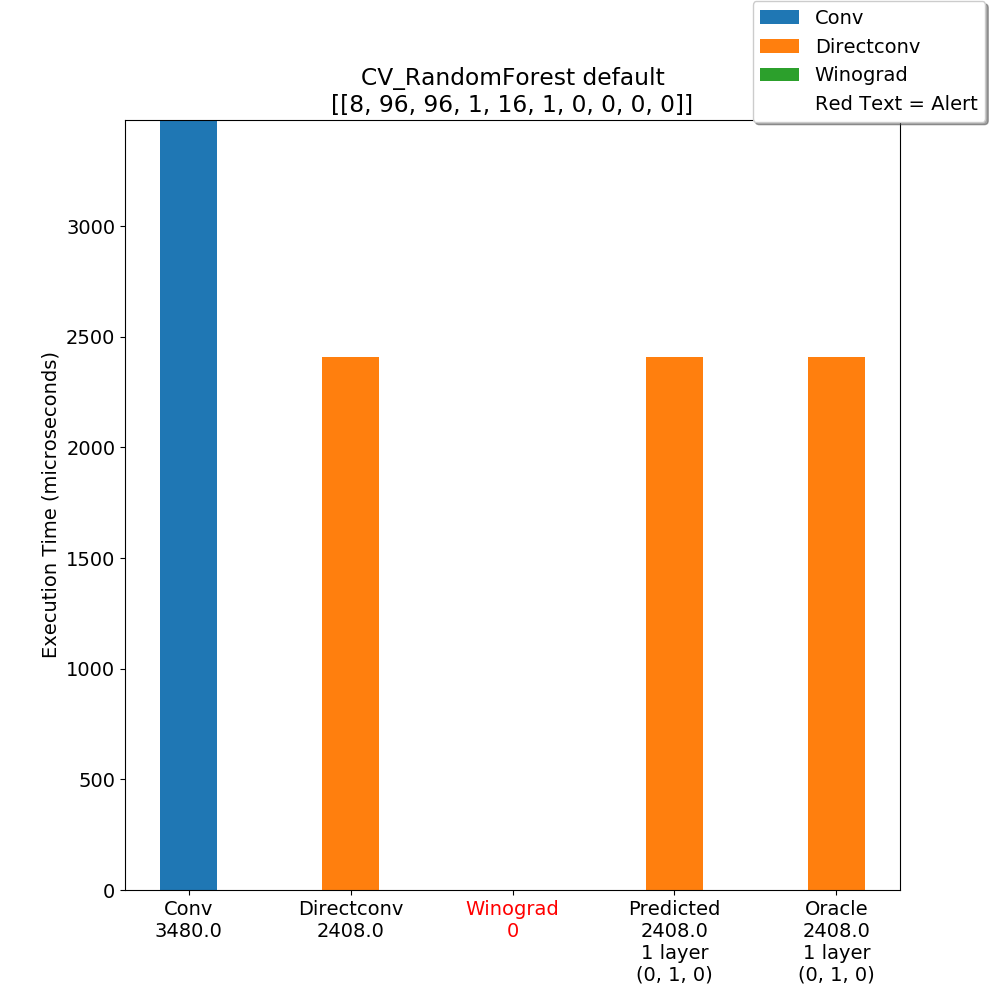 Conv
Directconv
Winograd
Red Text = Alert
CV_RandomForest default
[[8, 96, 96, 1, 16, 1, 0, 0, 0, 0]]
Execution Time (microseconds)
3000
2500
2000
1500
1000
500
0
Conv
3480.0
Directconv
2408.0
Winograd
0
Predicted
2408.0
1 layer
(0, 1, 0)
Oracle
2408.0
1 layer
(0, 1, 0)